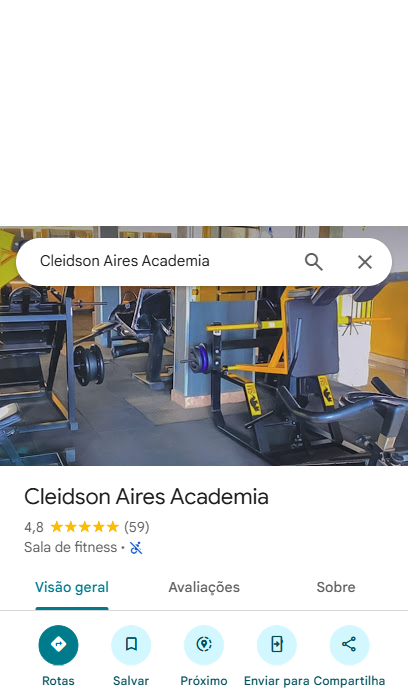 Cleidson Aires Academia
Cleidson Aires Academia
4,8 (59)
Sala de fitness ·
Visão geral Avaliações Sobre
Rotas Salvar Próximo Enviar para Compartilha